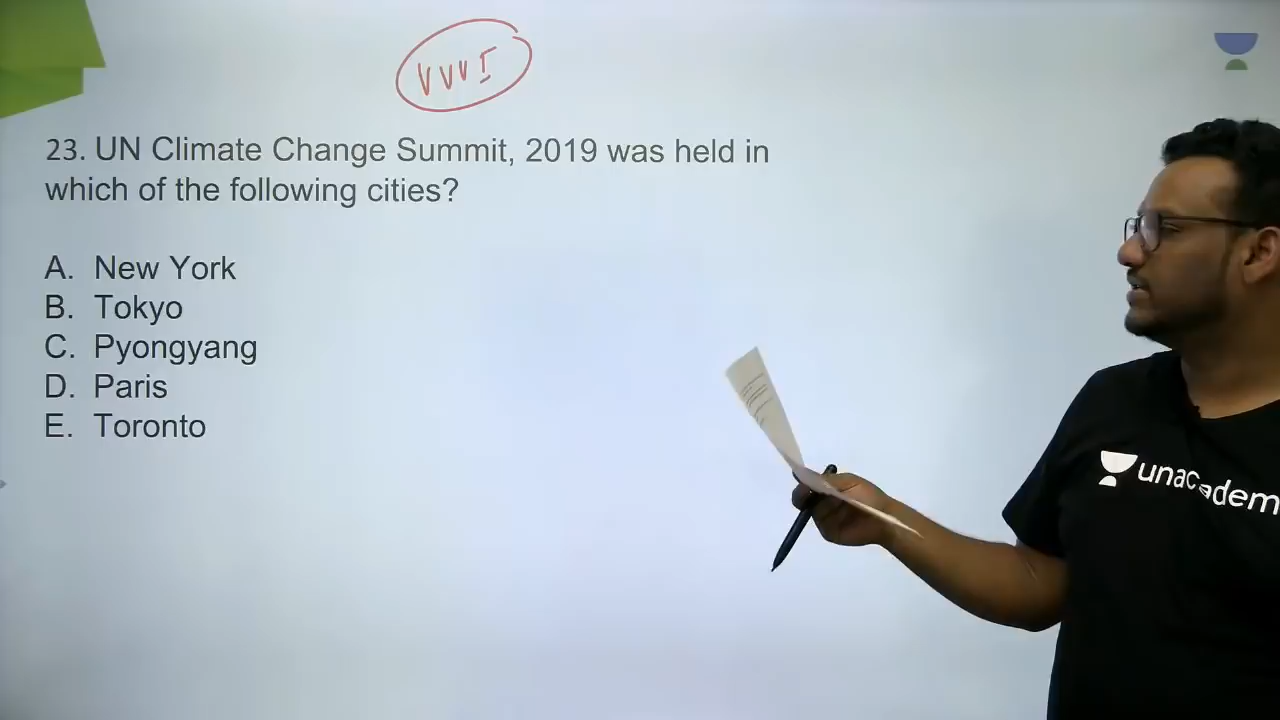 VVVI
23. UN Climate Change Summit, 2019 was held in
which of the following cities?
A. New York
B. Tokyo
C. Pyongyang
D. Paris
E. Toronto
unacadem